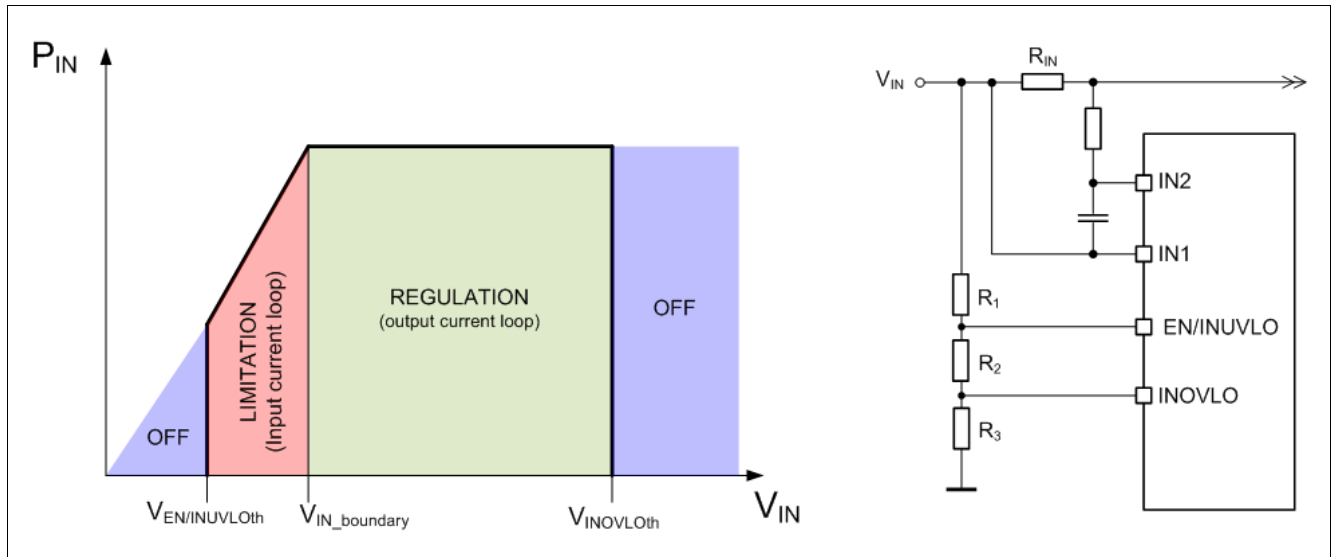 P_IN
LIMITATION
(Input current loop)
REGULATION
(output current loop)
OFF
OFF
V_EN/INUVLOth
V_IN_boundary
V_INOVLOth
V_IN
V_IN
R_IN
IN2
IN1
R_1
EN/INUVLO
R_2
INOVLO
R_3